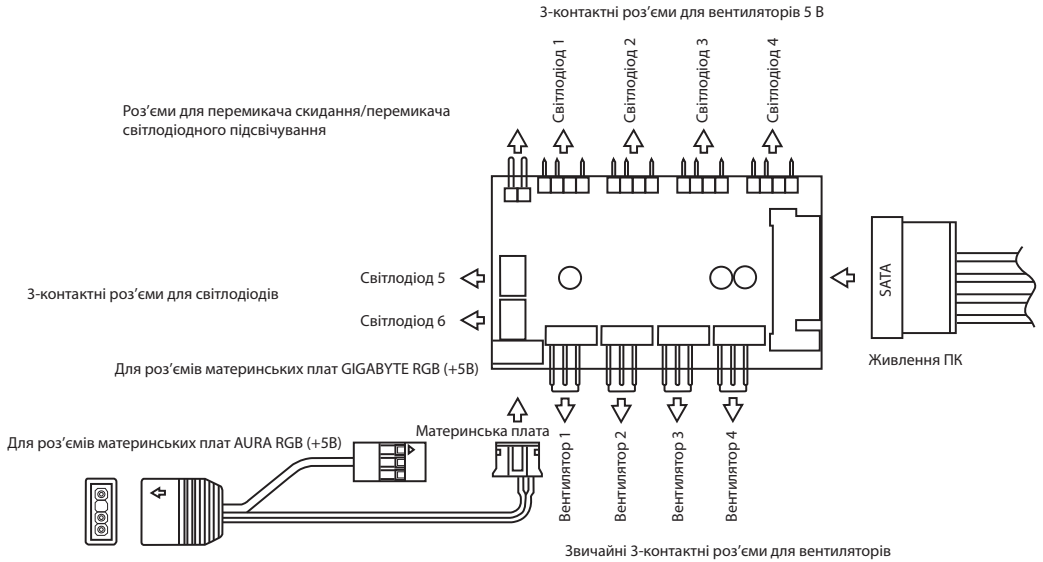 3-контактні роз'єми для вентиляторів 5 В
Світлодіод 1
Світлодіод 2
Світлодіод 3
Світлодіод 4
Роз'єми для перемикача скидання/перемикача
світлодіодного підсвічування
Світлодіод 5
3-контактні роз'єми для світлодіодів
Світлодіод 6
SATA
Живлення ПК
Для роз'ємів материнських плат GIGABYTE RGB (+5В)
Материнська плата
Для роз'ємів материнських плат AURA RGB (+5В)
Вентилятор 1
Вентилятор 2
Вентилятор 3
Вентилятор 4
Звичайні 3-контактні роз'єми для вентиляторів